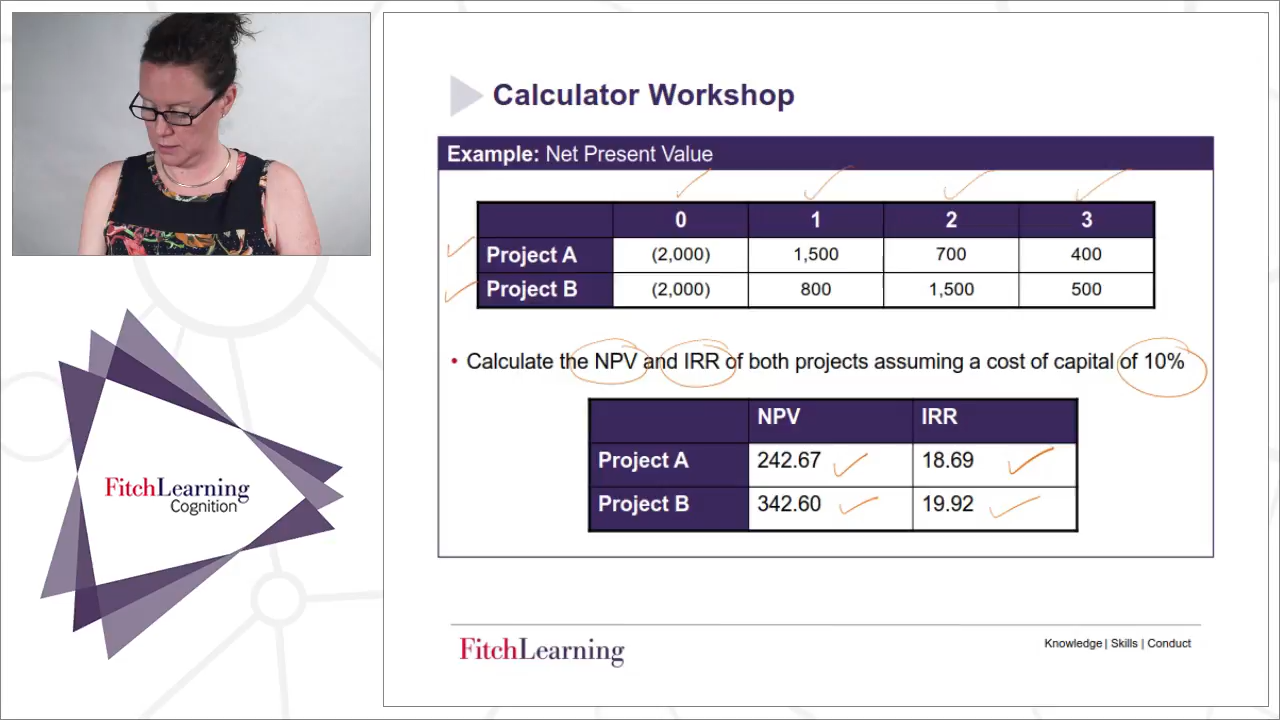 Calculator Workshop
Example: Net Present Value
0 1 2 3
Project A (2,000) 1,500 700 400
Project B (2,000) 800 1,500 500
• Calculate the NPV and IRR of both projects assuming a cost of capital of 10%
NPV IRR
Project A 242.67 18.69
Project B 342.60 19.92
FitchLearning
Cognition
FitchLearning
Knowledge | Skills | Conduct